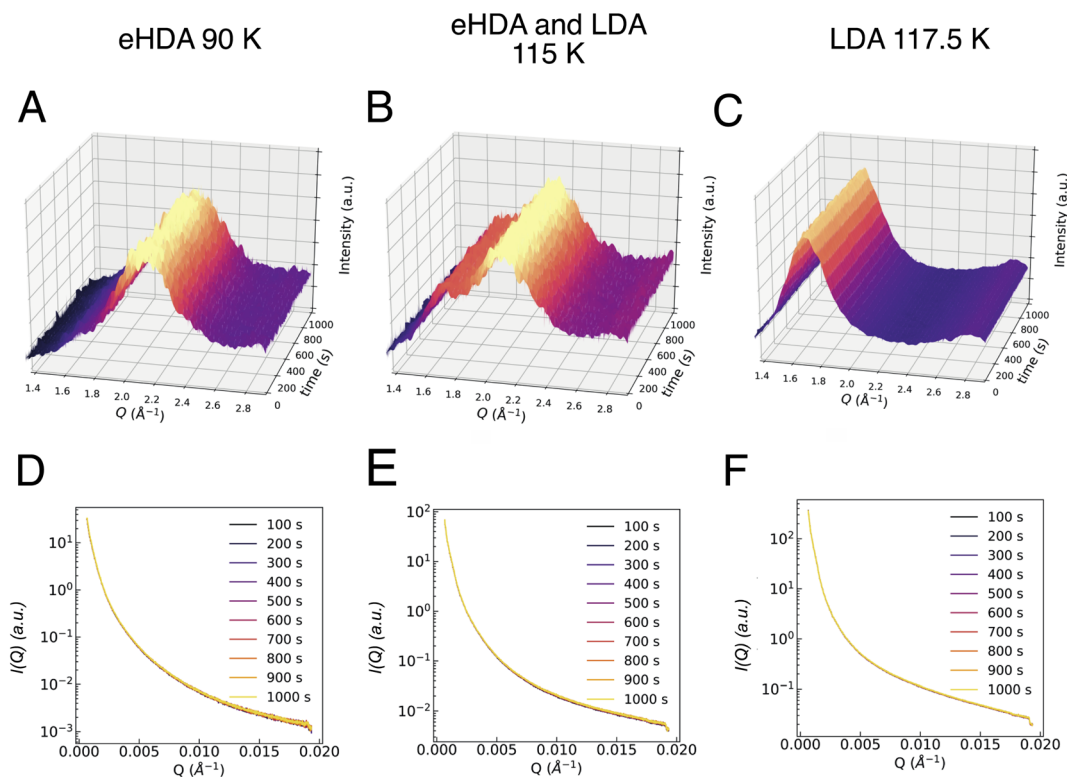 eHDA 90 K
eHDA and LDA
115 K
LDA 117.5 K
A
B
C
Intensity (a.u.)
Intensity (a.u.)
Intensity (a.u.)
1000
800
600
400
200
0
time (s)
1.4
1.6
1.8
2.0
2.2
2.4
2.6
2.8
Q (Å⁻¹)
1000
800
600
400
200
0
time (s)
1.4
1.6
1.8
2.0
2.2
2.4
2.6
2.8
Q (Å⁻¹)
1000
800
600
400
200
0
time (s)
1.4
1.6
1.8
2.0
2.2
2.4
2.6
2.8
Q (Å⁻¹)
D
E
F
10¹
10⁰
10⁻¹
10⁻²
10⁻³
I(Q) (a.u.)
100 s
200 s
300 s
400 s
500 s
600 s
700 s
800 s
900 s
1000 s
0.000 0.005 0.010 0.015 0.020
Q (Å⁻¹)
10²
10¹
10⁰
10⁻¹
10⁻²
I(Q) (a.u.)
100 s
200 s
300 s
400 s
500 s
600 s
700 s
800 s
900 s
1000 s
0.000 0.005 0.010 0.015 0.020
Q (Å⁻¹)
10²
10¹
10⁰
10⁻¹
I(Q) (a.u.)
100 s
200 s
300 s
400 s
500 s
600 s
700 s
800 s
900 s
1000 s
0.000 0.005 0.010 0.015 0.020
Q (Å⁻¹)